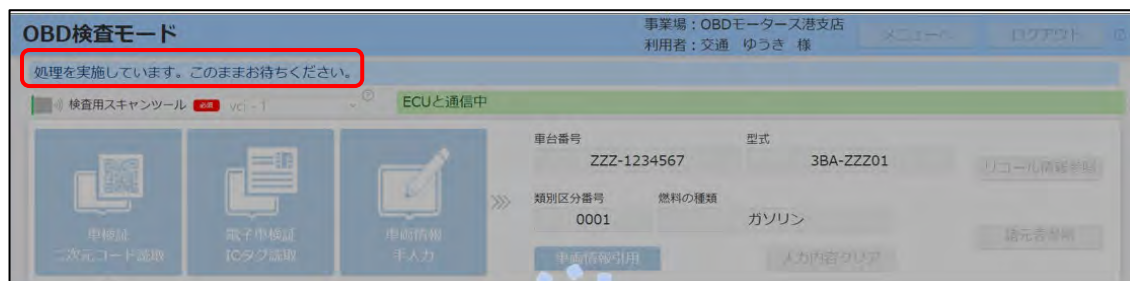 OBD検査モード
事業場：OBDモータース港支店
利用者：交通 ゆうき 様
メニューへ
ログアウト
処理を実施しています。このままお待ちください。
検査用スキャンツール 必須 vci - 1
ECUと通信中
車台番号
型式
ZZZ-1234567
3BA-ZZZ01
リコール情報参照
類別区分番号
燃料の種類
0001
ガソリン
諸元表参照
車検証
二次元コード読取
電子車検証
ICタグ読取
車両情報
手入力
車両情報引用
入力内容クリア